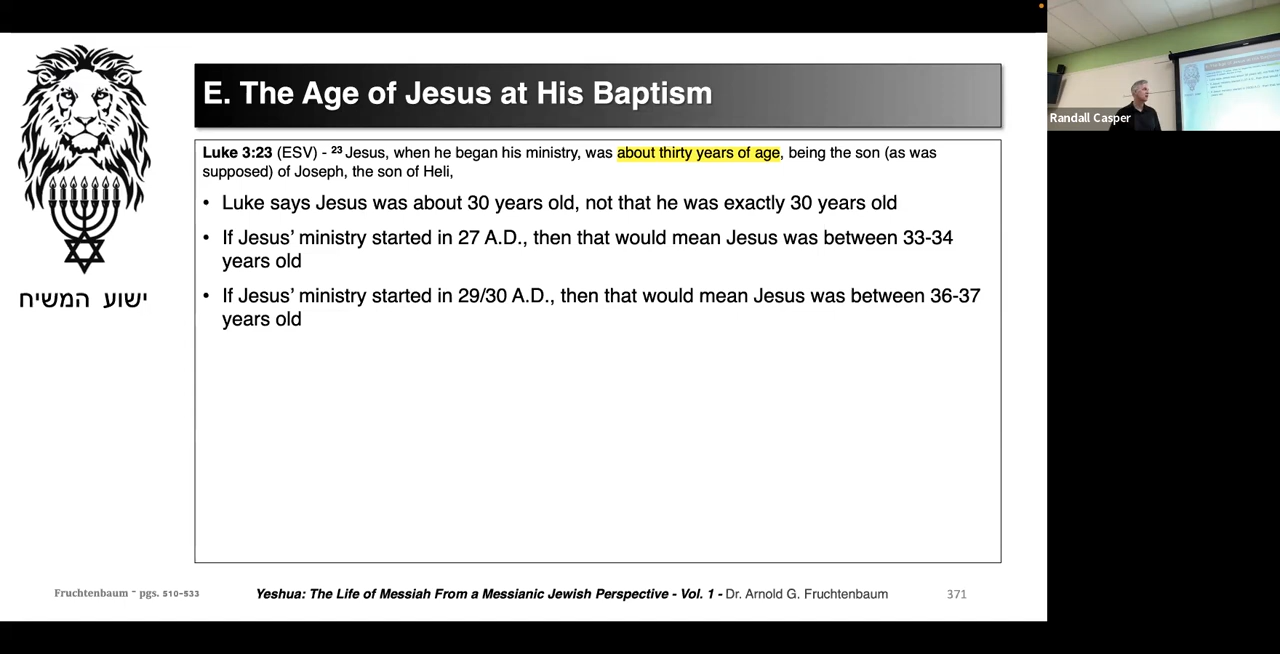 E. The Age of Jesus at His Baptism
Luke 3:23 (ESV) - 23 Jesus, when he began his ministry, was about thirty years of age, being the son (as was
supposed) of Joseph, the son of Heli,
• Luke says Jesus was about 30 years old, not that he was exactly 30 years old
• If Jesus’ ministry started in 27 A.D., then that would mean Jesus was between 33-34
years old
• If Jesus’ ministry started in 29/30 A.D., then that would mean Jesus was between 36-37
years old
ישוע המשיח
Fruchtenbaum - pgs. 510-533
Yeshua: The Life of Messiah From a Messianic Jewish Perspective - Vol. 1 - Dr. Arnold G. Fruchtenbaum
371
Randall Casper